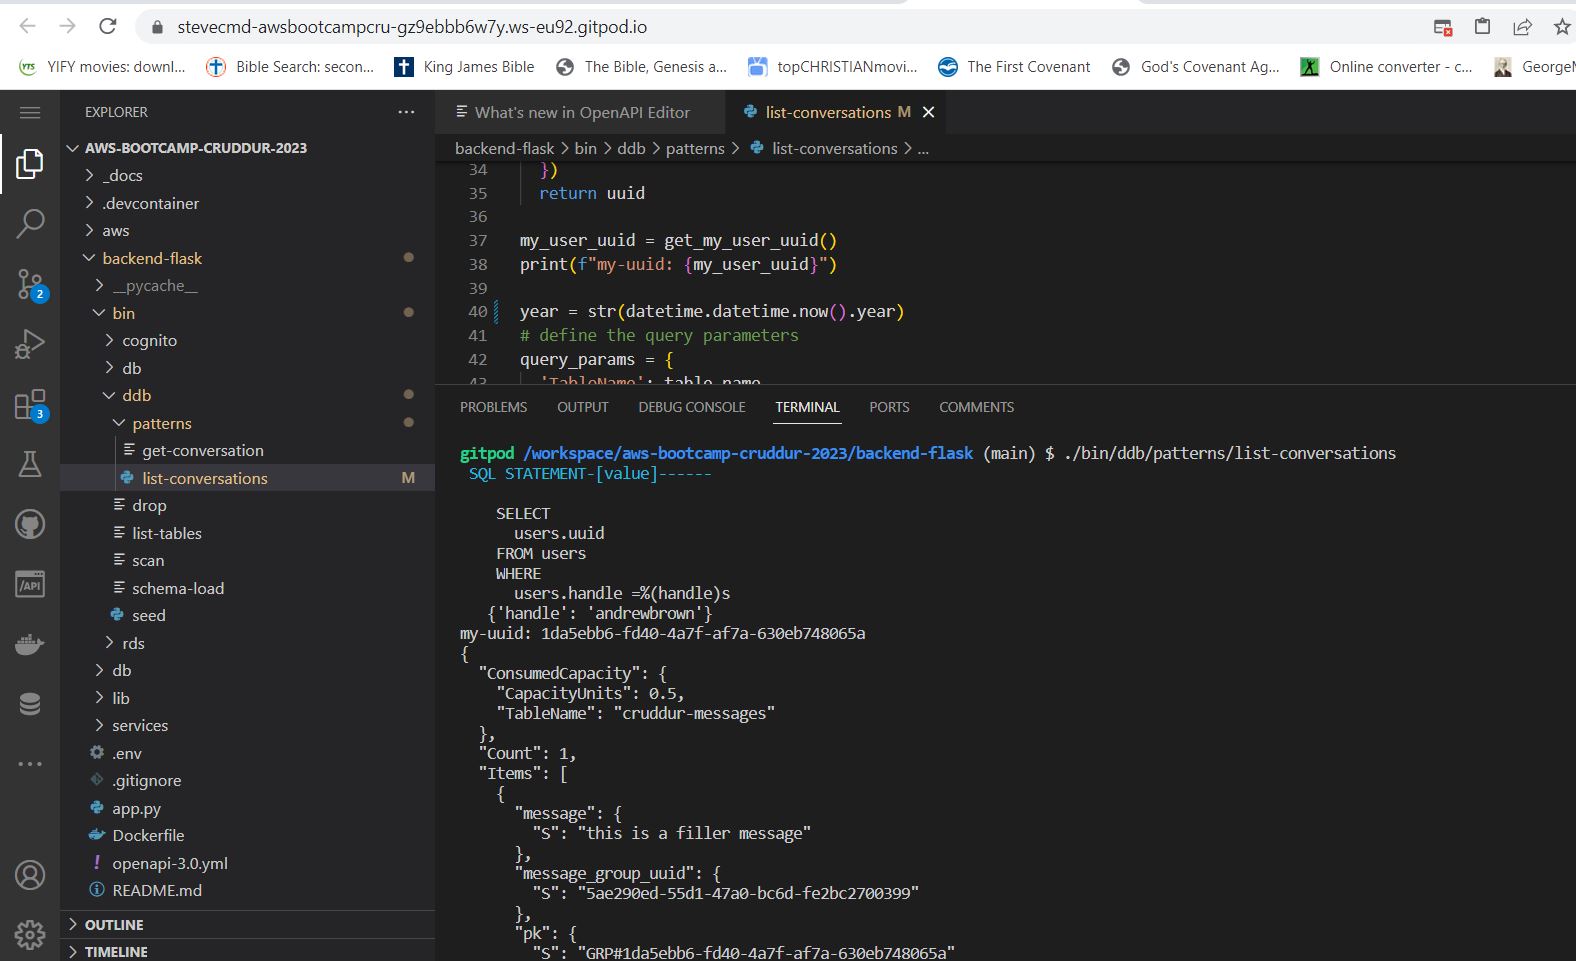 stevecmd-awsbootcampcru-gz9ebbb6w7y.ws-eu92.gitpod.io
YTS YIFY movies: downl... Bible Search: secon... King James Bible The Bible, Genesis a... topCHRISTIANmovi... The First Covenant God's Covenant Ag... Online converter - c... GeorgeM
EXPLORER ...
AWS-BOOTCAMP-CRUDDUR-2023
_docs
.devcontainer
aws
backend-flask
__pycache__
bin
cognito
db
ddb
patterns
get-conversation
list-conversations M
drop
list-tables
scan
schema-load
seed
rds
db
lib
services
.env
.gitignore
app.py
Dockerfile
! openapi-3.0.yml
README.md
OUTLINE
TIMELINE
2
3
/API
What's new in OpenAPI Editor list-conversations M
backend-flask > bin > ddb > patterns > list-conversations > ...
34 })
35 return uuid
36
37 my_user_uuid = get_my_user_uuid()
38 print(f"my-uuid: {my_user_uuid}")
39
40 year = str(datetime.datetime.now().year)
41 # define the query parameters
42 query_params = {
43 'TableName': table_name
PROBLEMS OUTPUT DEBUG CONSOLE TERMINAL PORTS COMMENTS
gitpod /workspace/aws-bootcamp-cruddur-2023/backend-flask (main) $ ./bin/ddb/patterns/list-conversations
SQL STATEMENT-[value]------
SELECT
users.uuid
FROM users
WHERE
users.handle =%(handle)s
{'handle': 'andrewbrown'}
my-uuid: 1da5ebb6-fd40-4a7f-af7a-630eb748065a
{
"ConsumedCapacity": {
"CapacityUnits": 0.5,
"TableName": "cruddur-messages"
},
"Count": 1,
"Items": [
{
"message": {
"S": "this is a filler message"
},
"message_group_uuid": {
"S": "5ae290ed-55d1-47a0-bc6d-fe2bc2700399"
},
"pk": {
"S": "GRP#1da5ebb6-fd40-4a7f-af7a-630eb748065a"